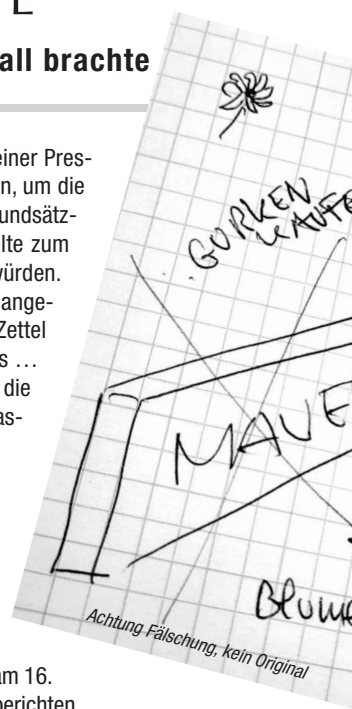 all brachte
einer Pres-
n, um die
undsätz-
lte zum
würden.
ange-
Zettel
s …
die
as-
am 16.
berichten
GURKEN
KAUFE
MAUE
Blume
Achtung Fälschung, kein Original